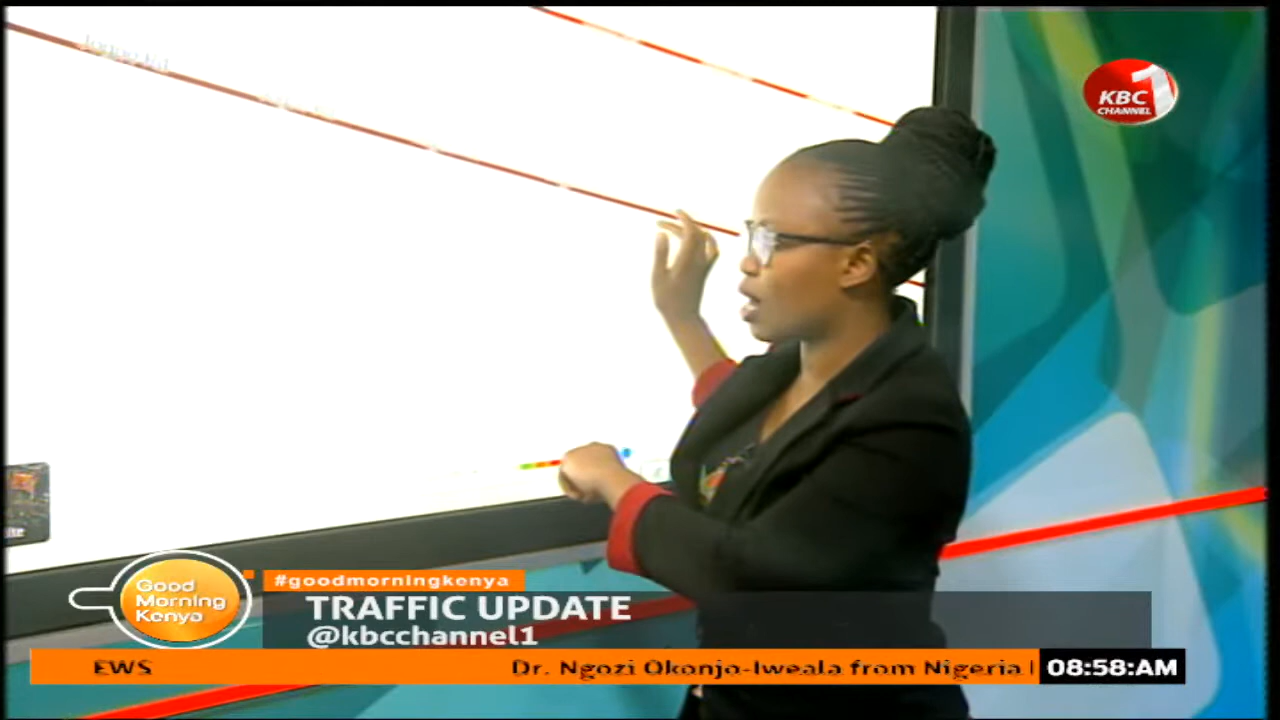 KBC 1
CHANNEL
Good
Morning
Kenya
#goodmorningkenya
TRAFFIC UPDATE
@kbcchannel1
EWS Dr. Ngozi Okonjo-Iweala from Nigeria
08:58:AM